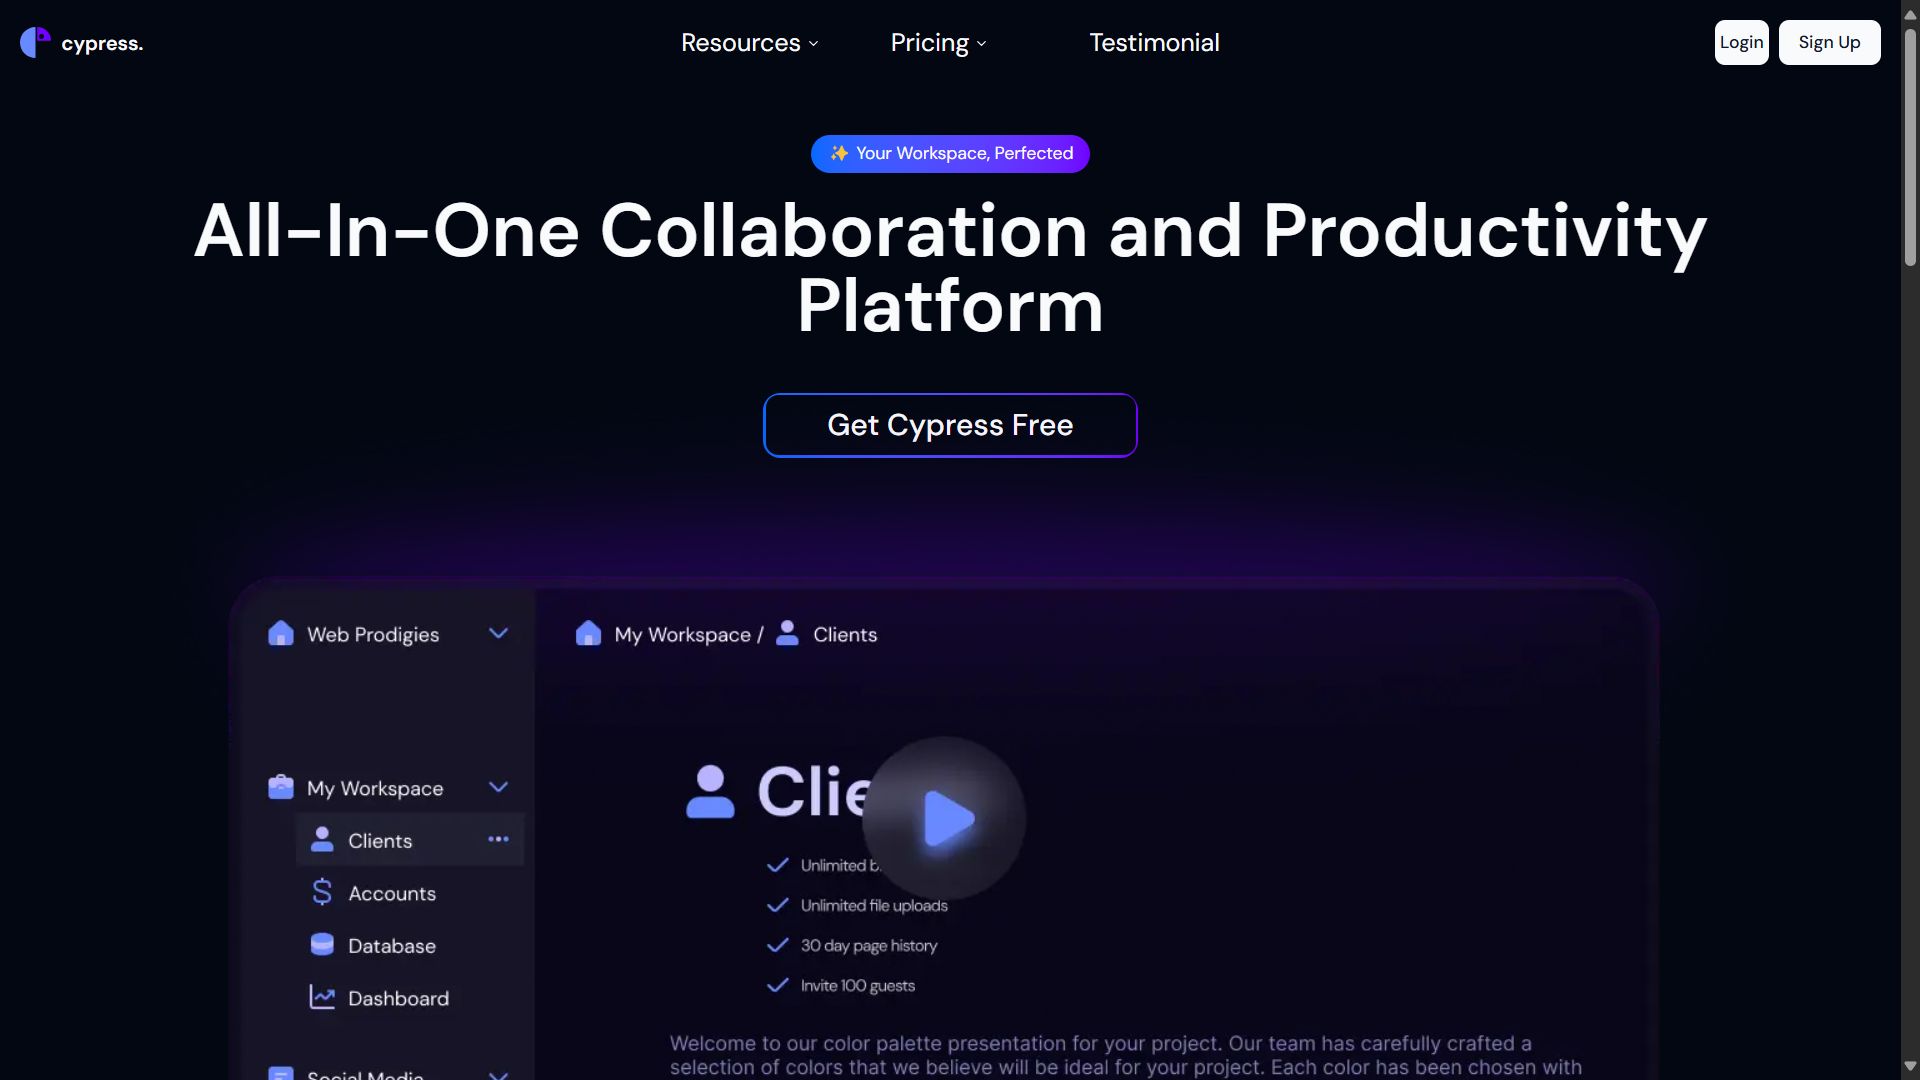 cypress.
Resources
Pricing
Testimonial
Login
Sign Up
✨ Your Workspace, Perfected
All-In-One Collaboration and Productivity
Platform
Get Cypress Free
Web Prodigies
My Workspace / Clients
My Workspace
Clients
Accounts
Database
Dashboard
Social Media
Clie
Unlimited b
Unlimited file uploads
30 day page history
Invite 100 guests
Welcome to our color palette presentation for your project. Our team has carefully crafted a
selection of colors that we believe will be ideal for your project. Each color has been chosen with